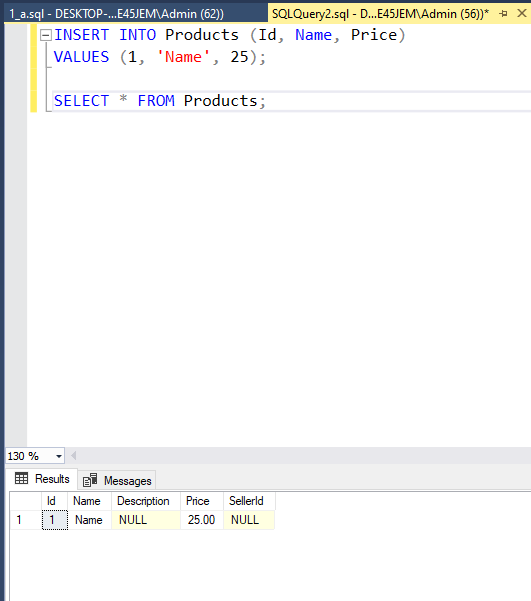 1_a.sql - DESKTOP-...E45JEM\Admin (62))
SQLQuery2.sql - D...E45JEM\Admin (56))*
INSERT INTO Products (Id, Name, Price)
VALUES (1, 'Name', 25);
SELECT * FROM Products;
130 %
Results
Messages
Id Name Description Price SellerId
1 1 Name NULL 25.00 NULL